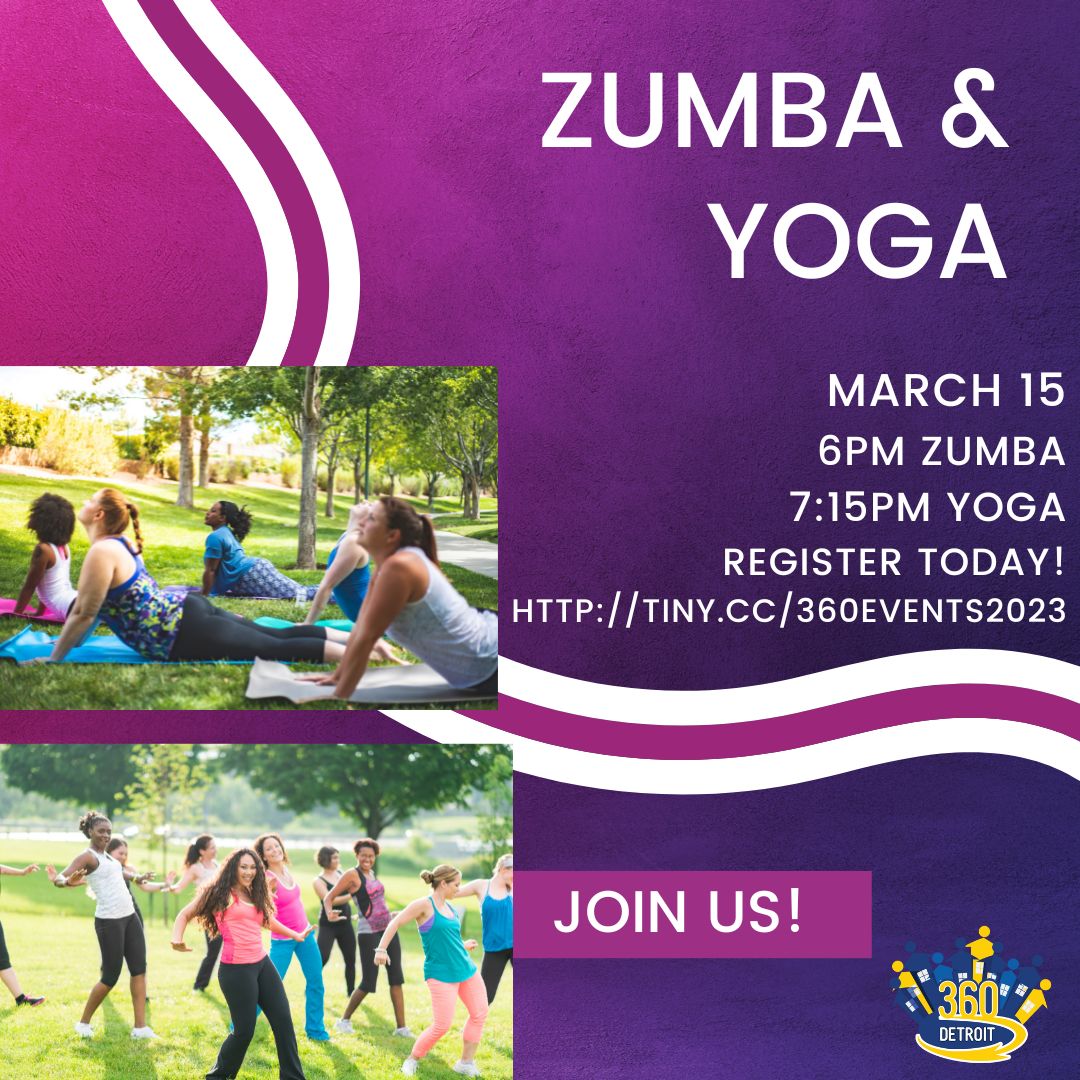 ZUMBA &
YOGA
MARCH 15
6PM ZUMBA
7:15PM YOGA
REGISTER TODAY!
HTTP://TINY.CC/360EVENTS2023
JOIN US!
360
DETROIT